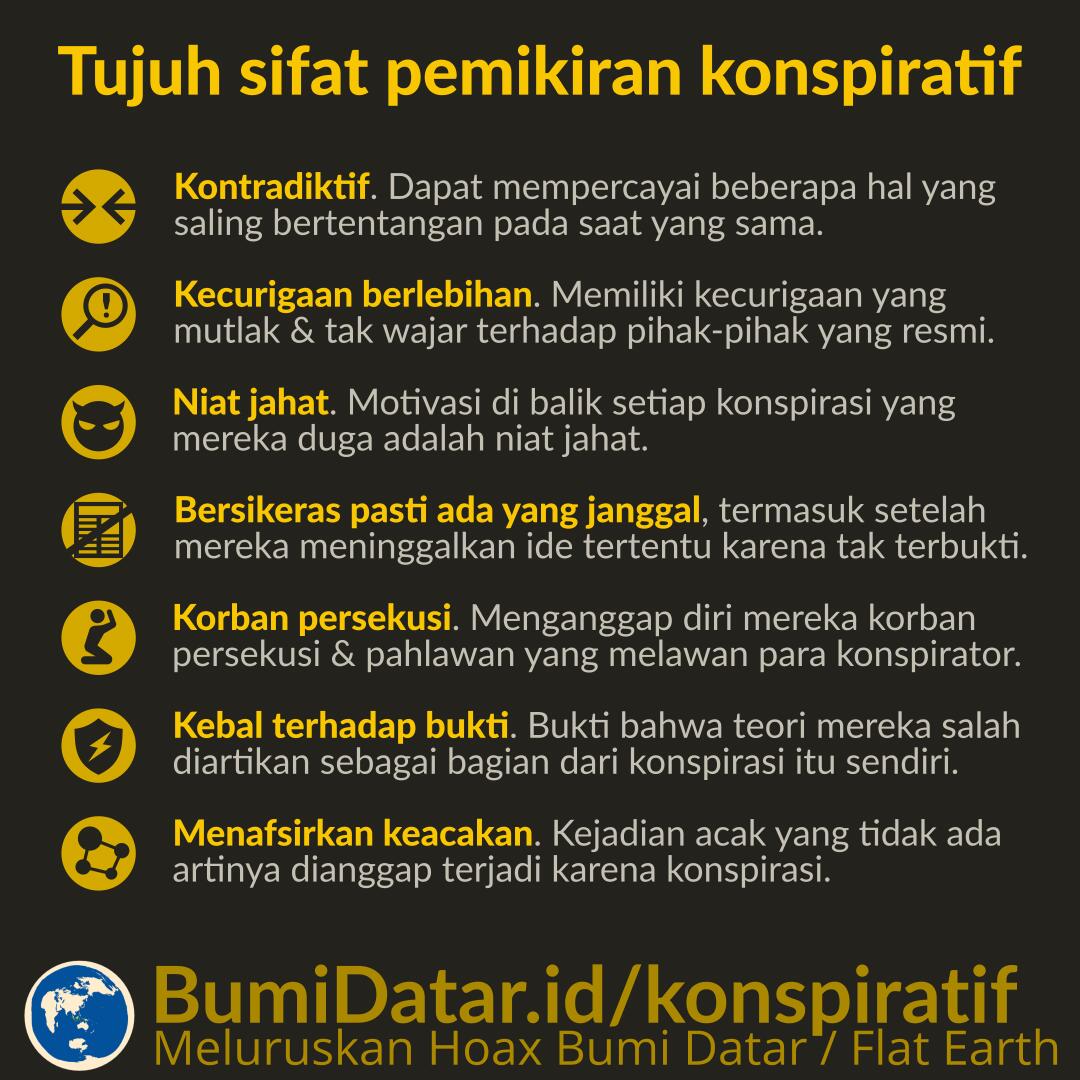 Tujuh sifat pemikiran konspiratif
Kontradiktif. Dapat mempercayai beberapa hal yang
saling bertentangan pada saat yang sama.
Kecurigaan berlebihan. Memiliki kecurigaan yang
mutlak & tak wajar terhadap pihak-pihak yang resmi.
Niat jahat. Motivasi di balik setiap konspirasi yang
mereka duga adalah niat jahat.
Bersikeras pasti ada yang janggal, termasuk setelah
mereka meninggalkan ide tertentu karena tak terbukti.
Korban persekusi. Menganggap diri mereka korban
persekusi & pahlawan yang melawan para konspirator.
Kebal terhadap bukti. Bukti bahwa teori mereka salah
diartikan sebagai bagian dari konspirasi itu sendiri.
Menafsirkan keacakan. Kejadian acak yang tidak ada
artinya dianggap terjadi karena konspirasi.
BumiDatar.id/konspiratif
Meluruskan Hoax Bumi Datar / Flat Earth